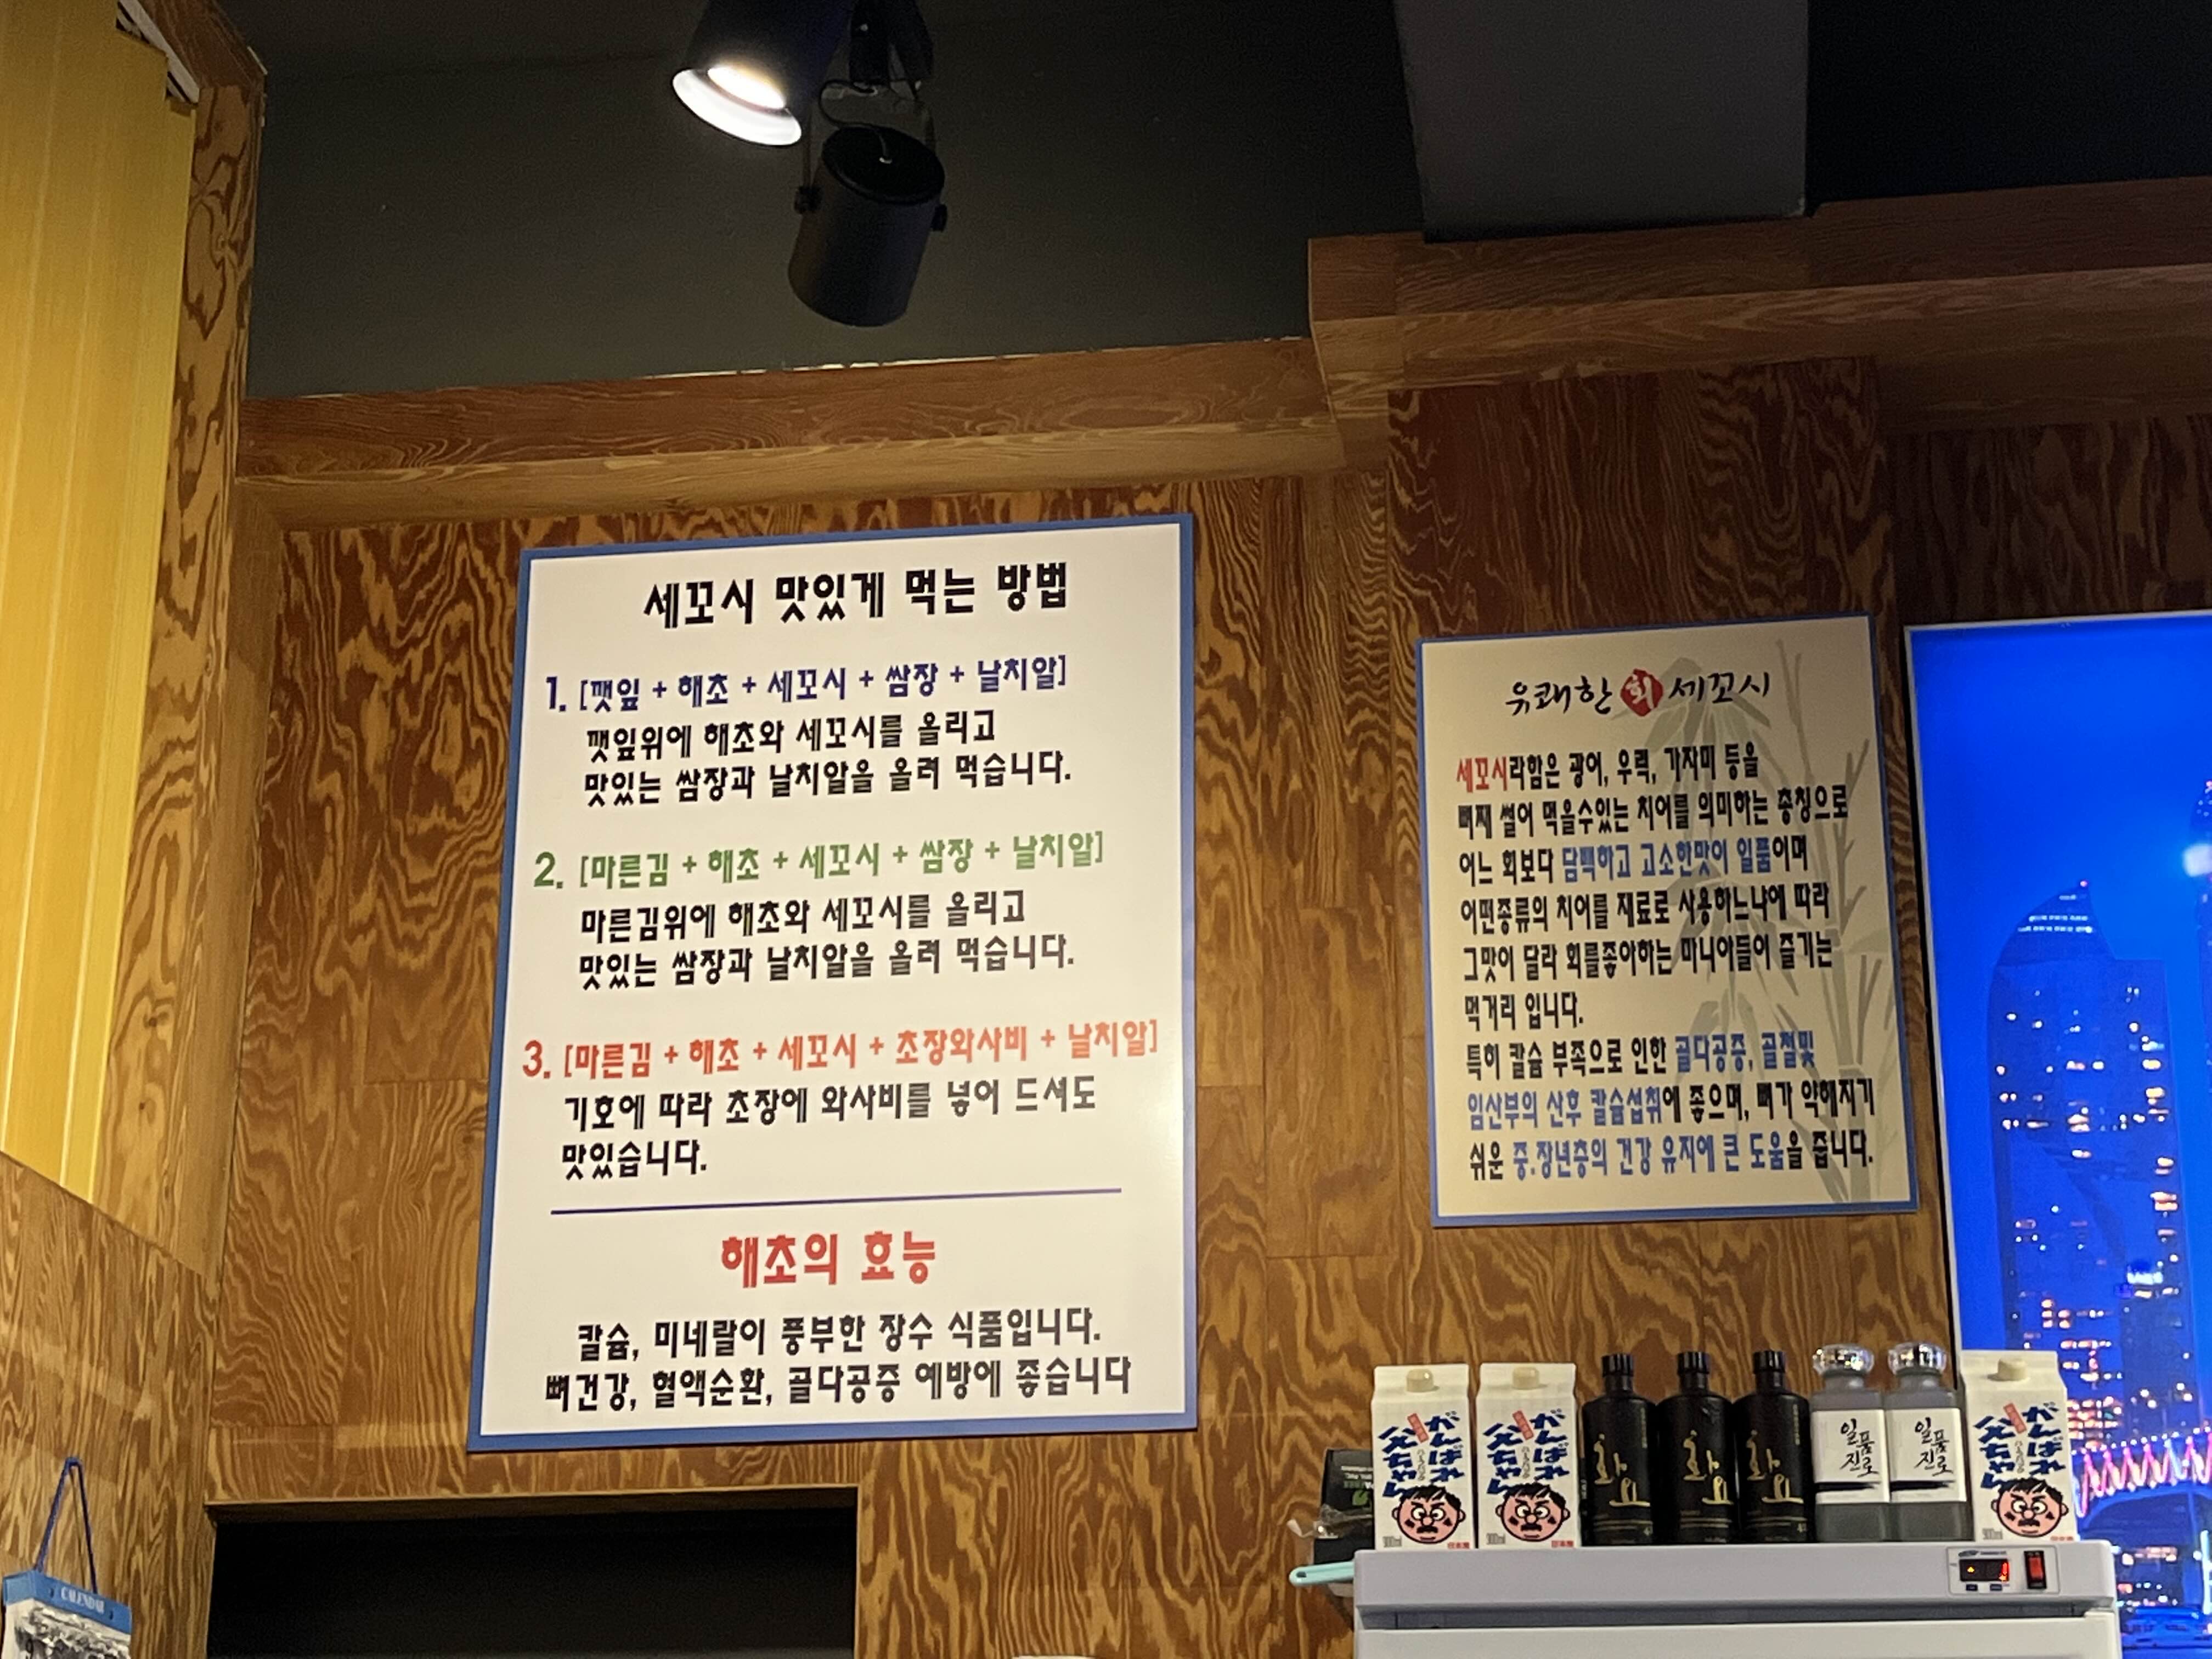 세꼬시 맛있게 먹는 방법
1. [깻잎 + 해초 + 세꼬시 + 쌈장 + 날치알]
깻잎위에 해초와 세꼬시를 올리고
맛있는 쌈장과 날치알을 올려 먹습니다.
2. [마른김 + 해초 + 세꼬시 + 쌈장 + 날치알]
마른김위에 해초와 세꼬시를 올리고
맛있는 쌈장과 날치알을 올려 먹습니다.
3. [마른김 + 해초 + 세꼬시 + 초장와사비 + 날치알]
기호에 따라 초장에 와사비를 넣어 드셔도
맛있습니다.
해초의 효능
칼슘, 미네랄이 풍부한 장수 식품입니다.
뼈건강, 혈액순환, 골다공증 예방에 좋습니다
유쾌한 회 세꼬시
세꼬시라함은 광어, 우럭, 가자미 등을
뼈째 썰어 먹을수있는 치어를 의미하는 총칭으로
어느 회보다 담백하고 고소한맛이 일품이며
어떤종류의 치어를 재료로 사용하느냐에 따라
그맛이 달라 회를좋아하는 마니아들이 즐기는
먹거리 입니다.
특히 칼슘 부족으로 인한 골다공증, 골절및
임산부의 산후 칼슘섭취에 좋으며, 뼈가 약해지기
쉬운 중.장년층의 건강 유지에 큰 도움을 줍니다.
がんばれ
父ちゃん
900ml
日本酒
がんばれ
父ちゃん
900ml
日本酒
화요
화요
화요
일품
진로
일품
진로
がんばれ
父ちゃん
900ml
日本酒
CALENDAR